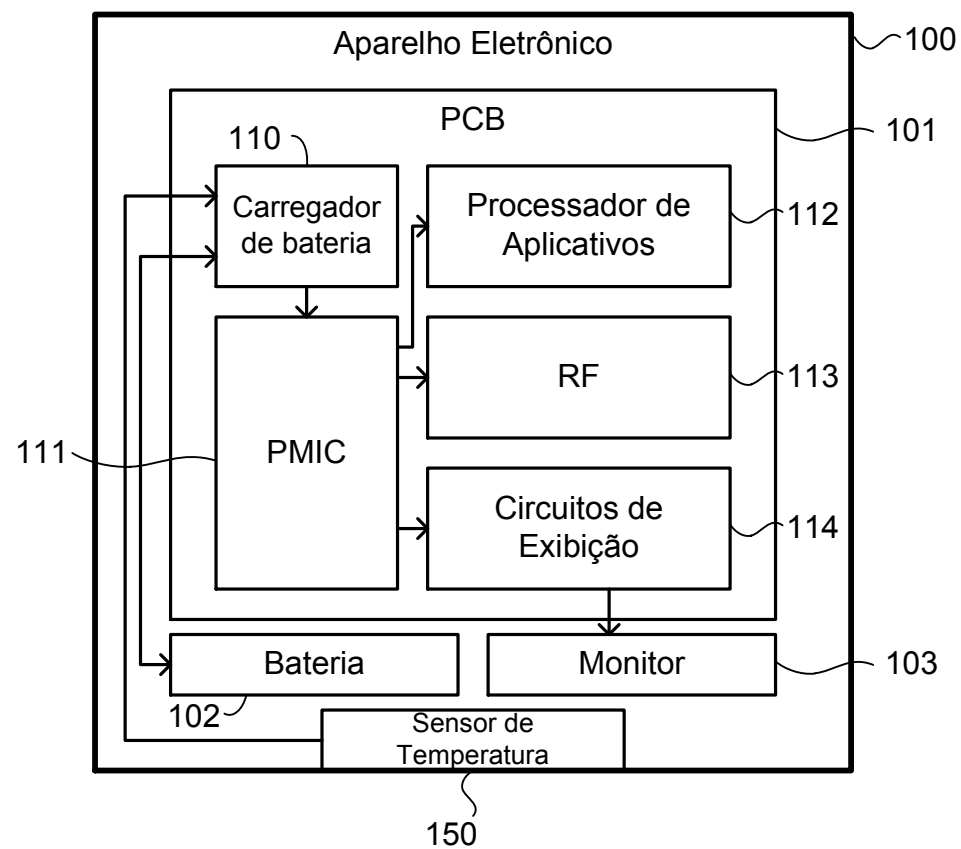 Aparelho Eletrônico
100
PCB
101
110
Carregador
de bateria
Processador de
Aplicativos
112
RF
113
111
PMIC
Circuitos de
Exibição
114
Bateria
Monitor
103
102
Sensor de
Temperatura
150